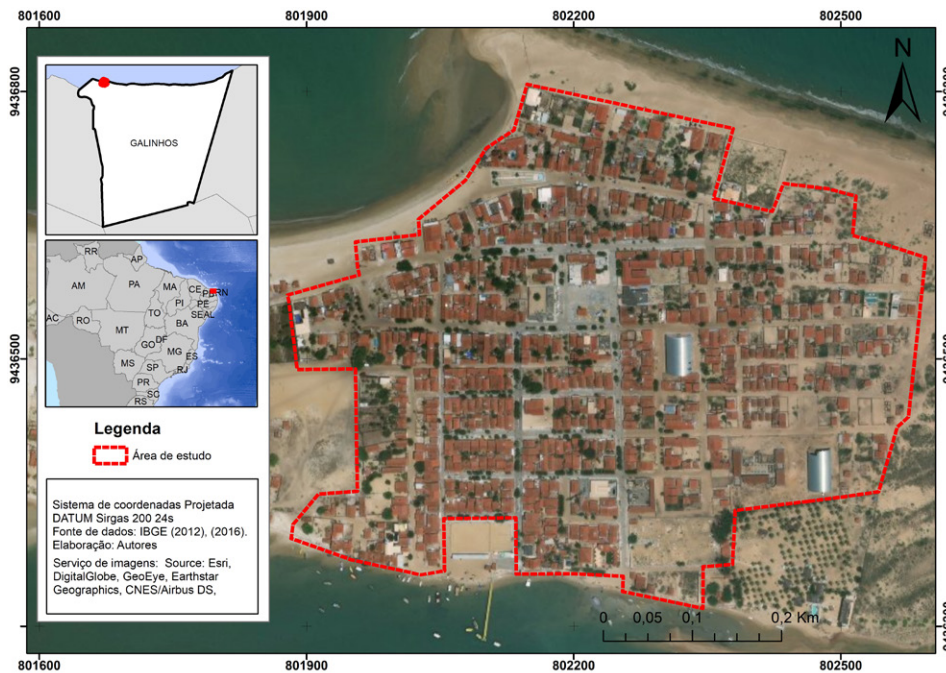 801600 801900 802200 802500
N
9436800
GALINHOS
RR
AP
AM
PA
MA
CE
RN
PB
PI
PE
TO
AL
SE
AC
RO
BA
MT
DF
GO
MG
ES
MS
SP
RJ
PR
SC
RS
9436500
Legenda
Área de estudo
Sistema de coordenadas Projetada
DATUM Sirgas 200 24s
Fonte de dados: IBGE (2012), (2016).
Elaboração: Autores
Serviço de imagens: Source: Esri,
DigitalGlobe, GeoEye, Earthstar
Geographics, CNES/Airbus DS,
0 0,05 0,1 0,2 Km
801600 801900 802200 802500